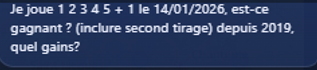 Je joue 1 2 3 4 5 + 1 le 14/01/2026, est-ce
gagnant ? (inclure second tirage) depuis 2019,
quel gains?